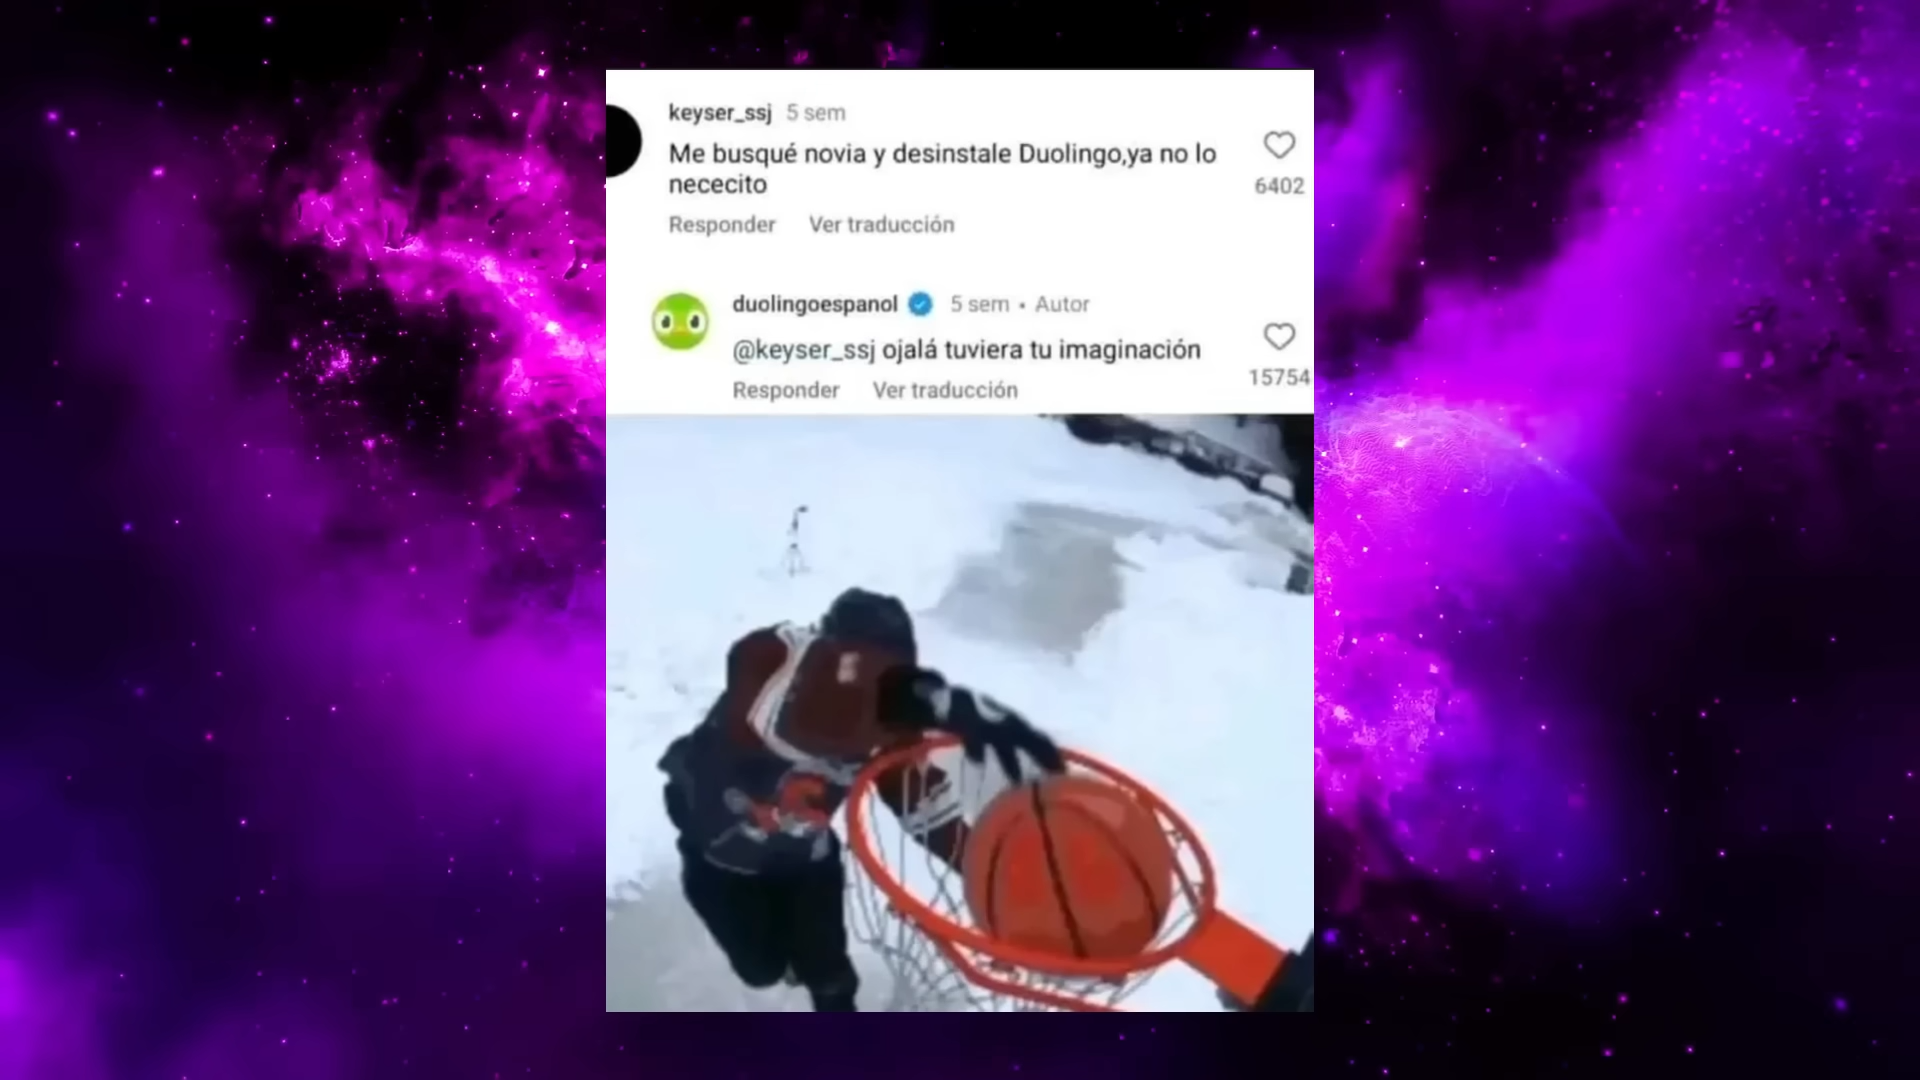 keyser_ssj 5 sem
Me busqué novia y desinstale Duolingo,ya no lo
nececito
6402
Responder Ver traducción
duolingoespanol 5 sem • Autor
@keyser_ssj ojalá tuviera tu imaginación
15754
Responder Ver traducción